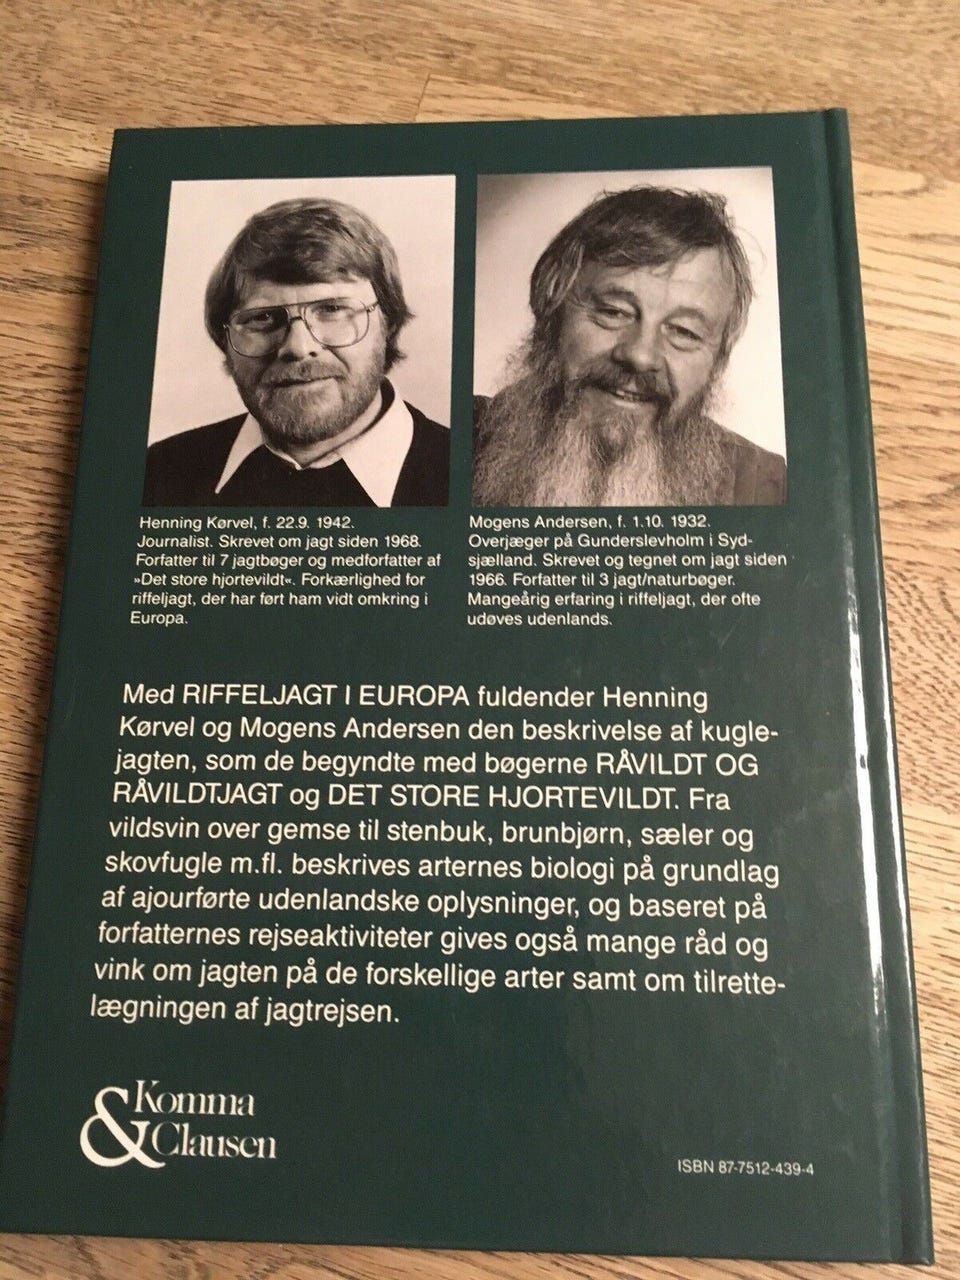 Henning Kørvel, f. 22.9. 1942.
Journalist. Skrevet om jagt siden 1968.
Forfatter til 7 jagtbøger og medforfatter af
»Det store hjortevildt«. Forkærlighed for
riffeljagt, der har ført ham vidt omkring i
Europa.
Mogens Andersen, f. 1.10. 1932.
Overjæger på Gunderslevholm i Syd-
sjælland. Skrevet og tegnet om jagt siden
1966. Forfatter til 3 jagt/naturbøger.
Mangeårig erfaring i riffeljagt, der ofte
udøves udenlands.
Med RIFFELJAGT I EUROPA fuldender Henning
Kørvel og Mogens Andersen den beskrivelse af kugle-
jagten, som de begyndte med bøgerne RÅVILDT OG
RÅVILDTJAGT og DET STORE HJORTEVILDT. Fra
vildsvin over gemse til stenbuk, brunbjørn, sæler og
skovfugle m.fl. beskrives arternes biologi på grundlag
af ajourførte udenlandske oplysninger, og baseret på
forfatternes rejseaktiviteter gives også mange råd og
vink om jagten på de forskellige arter samt om tilrette-
lægningen af jagtrejsen.
Komma
& Clausen
ISBN 87-7512-439-4